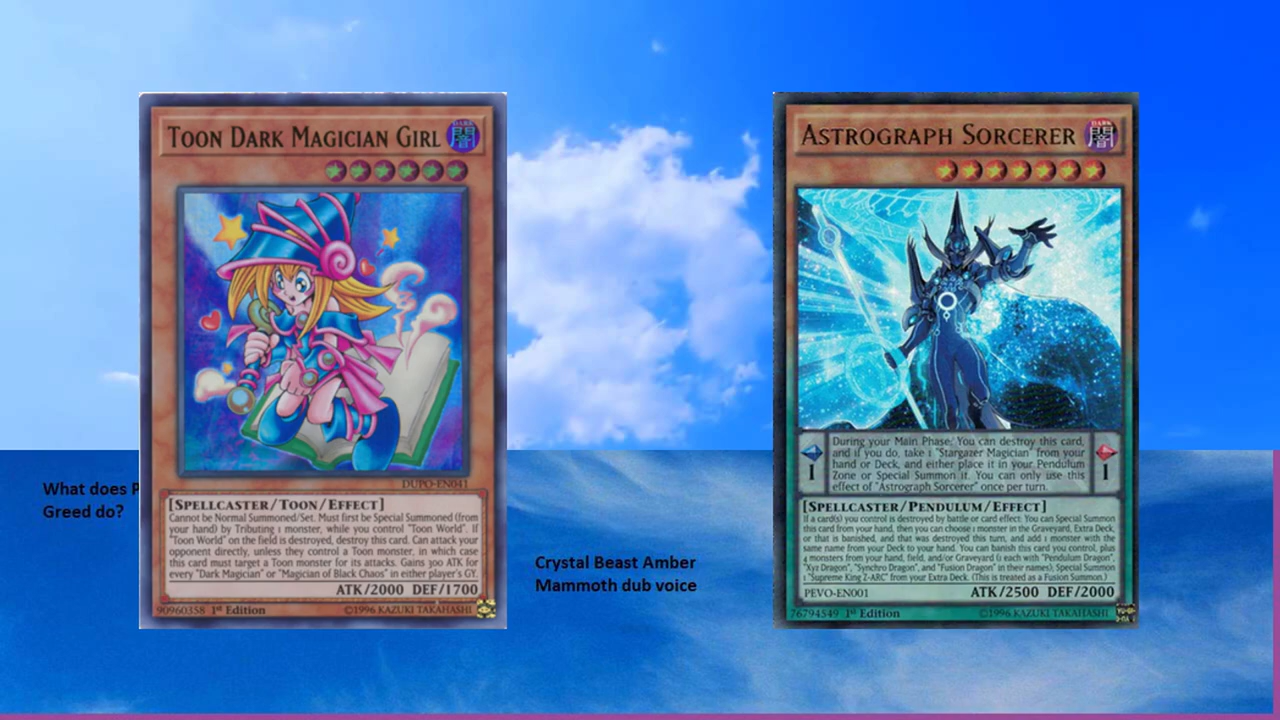 TOON DARK MAGICIAN GIRL
DARK
闇
DUPO-EN041
[SPELLCASTER/TOON/EFFECT]
Cannot be Normal Summoned/Set. Must first be Special Summoned (from
your hand) by Tributing 1 monster, while you control "Toon World". If
"Toon World" on the field is destroyed, destroy this card. Can attack your
opponent directly, unless they control a Toon monster, in which case
this card must target a Toon monster for its attacks. Gains 300 ATK for
every "Dark Magician" or "Magician of Black Chaos" in either player's GY.
ATK/2000 DEF/1700
90960358 1st Edition ©1996 KAZUKI TAKAHASHI
What does P
Greed do?
Crystal Beast Amber
Mammoth dub voice
ASTROGRAPH SORCERER
DARK
闇
1
During your Main Phase: You can destroy this card,
and if you do, take 1 "Stargazer Magician" from your
hand or Deck, and either place it in your Pendulum
Zone or Special Summon it. You can only use this
effect of "Astrograph Sorcerer" once per turn.
1
[SPELLCASTER/PENDULUM/EFFECT]
If a card(s) you control is destroyed by battle or card effect: You can Special Summon
this card from your hand, then you can choose 1 monster in the Graveyard, Extra Deck,
or that is banished, and that was destroyed this turn, and add 1 monster with the
same name from your Deck to your hand. You can banish this card you control, plus
4 monsters from your hand, field, and/or Graveyard (1 each with "Pendulum Dragon",
"Xyz Dragon", "Synchro Dragon", and "Fusion Dragon" in their names); Special Summon
1 "Supreme King Z-ARC" from your Extra Deck. (This is treated as a Fusion Summon.)
PEVO-EN001 ATK/2500 DEF/2000
76794549 1st Edition ©1996 KAZUKI TAKAHASHI